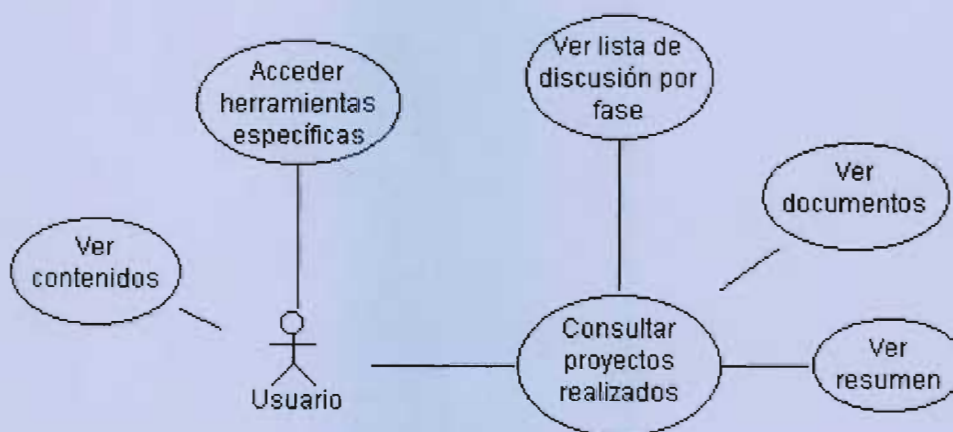 Acceder
herramientas
específicas
Ver lista de
discusión por
fase
Ver
documentos
Ver
contenidos
Consultar
proyectos
realizados
Ver
resumen
Usuario